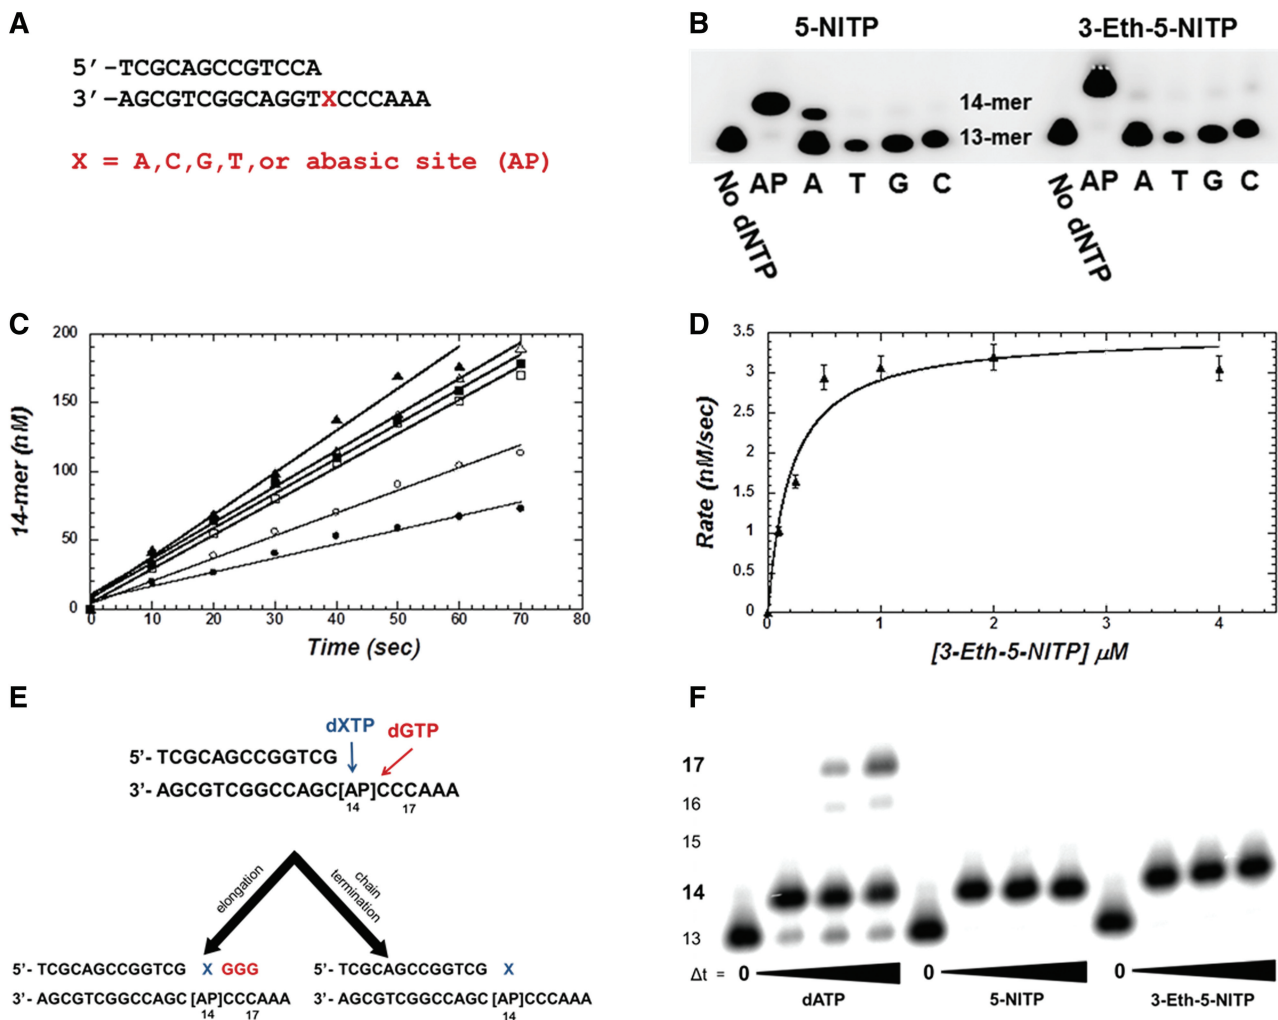 A
5′-TCGCAGCCGTCCA
3′-AGCGTCGGCAGGTXCCCAAA
X = A,C,G,T,or abasic site (AP)
B
5-NITP
3-Eth-5-NITP
14-mer
13-mer
No dNTP AP A T G C
No dNTP AP A T G C
C
200
150
100
50
0
14-mer (nM)
0 10 20 30 40 50 60 70 80
Time (sec)
D
3.5
3
2.5
2
1.5
1
0.5
0
Rate (nM/sec)
0 1 2 3 4
[3-Eth-5-NITP] μM
E
dXTP
dGTP
5'- TCGCAGCCGGTCG
3'- AGCGTCGGCCAGC[AP]CCCAAA
14 17
elongation
chain termination
5'- TCGCAGCCGGTCG X GGG
3'- AGCGTCGGCCAGC [AP]CCCAAA
14 17
5'- TCGCAGCCGGTCG X
3'- AGCGTCGGCCAGC [AP]CCCAAA
14
F
17
16
15
14
13
Δt = 0 0 0
dATP 5-NITP 3-Eth-5-NITP